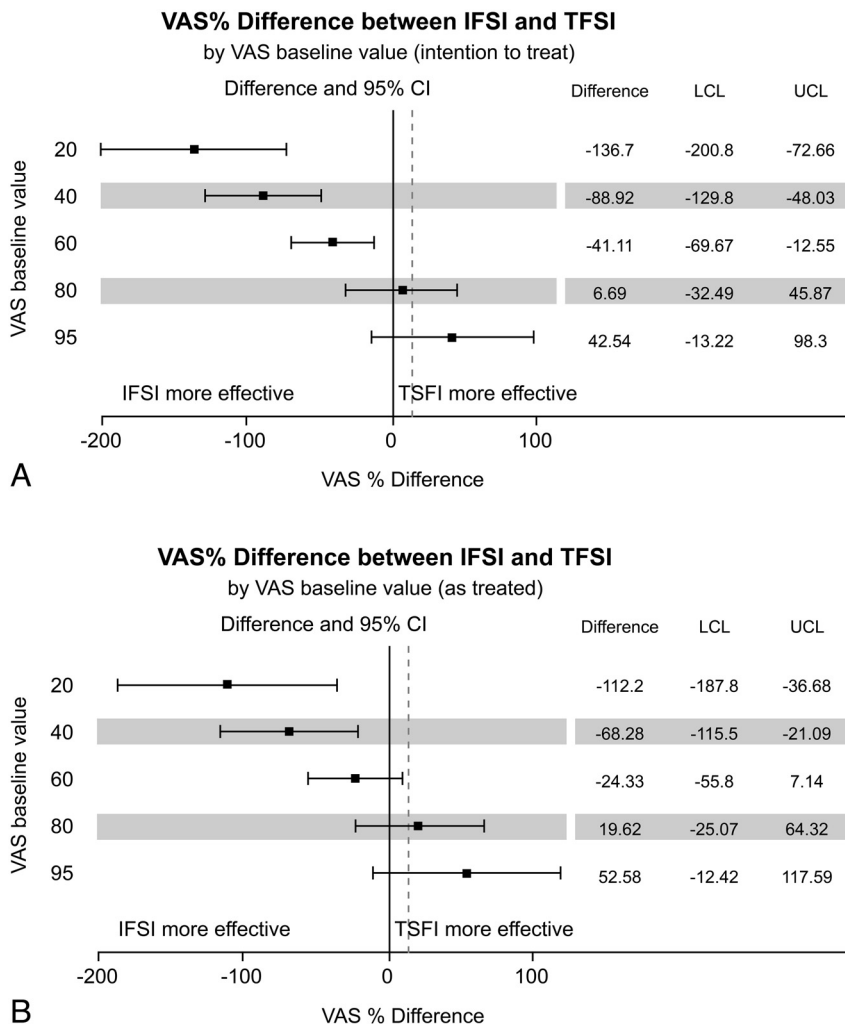 VAS% Difference between IFSI and TFSI
by VAS baseline value (intention to treat)
Difference and 95% CI Difference LCL UCL
VAS baseline value
20 -136.7 -200.8 -72.66
40 -88.92 -129.8 -48.03
60 -41.11 -69.67 -12.55
80 6.69 -32.49 45.87
95 42.54 -13.22 98.3
IFSI more effective TSFI more effective
-200 -100 0 100
VAS % Difference
A
VAS% Difference between IFSI and TFSI
by VAS baseline value (as treated)
Difference and 95% CI Difference LCL UCL
VAS baseline value
20 -112.2 -187.8 -36.68
40 -68.28 -115.5 -21.09
60 -24.33 -55.8 7.14
80 19.62 -25.07 64.32
95 52.58 -12.42 117.59
IFSI more effective TSFI more effective
-200 -100 0 100
VAS % Difference
B